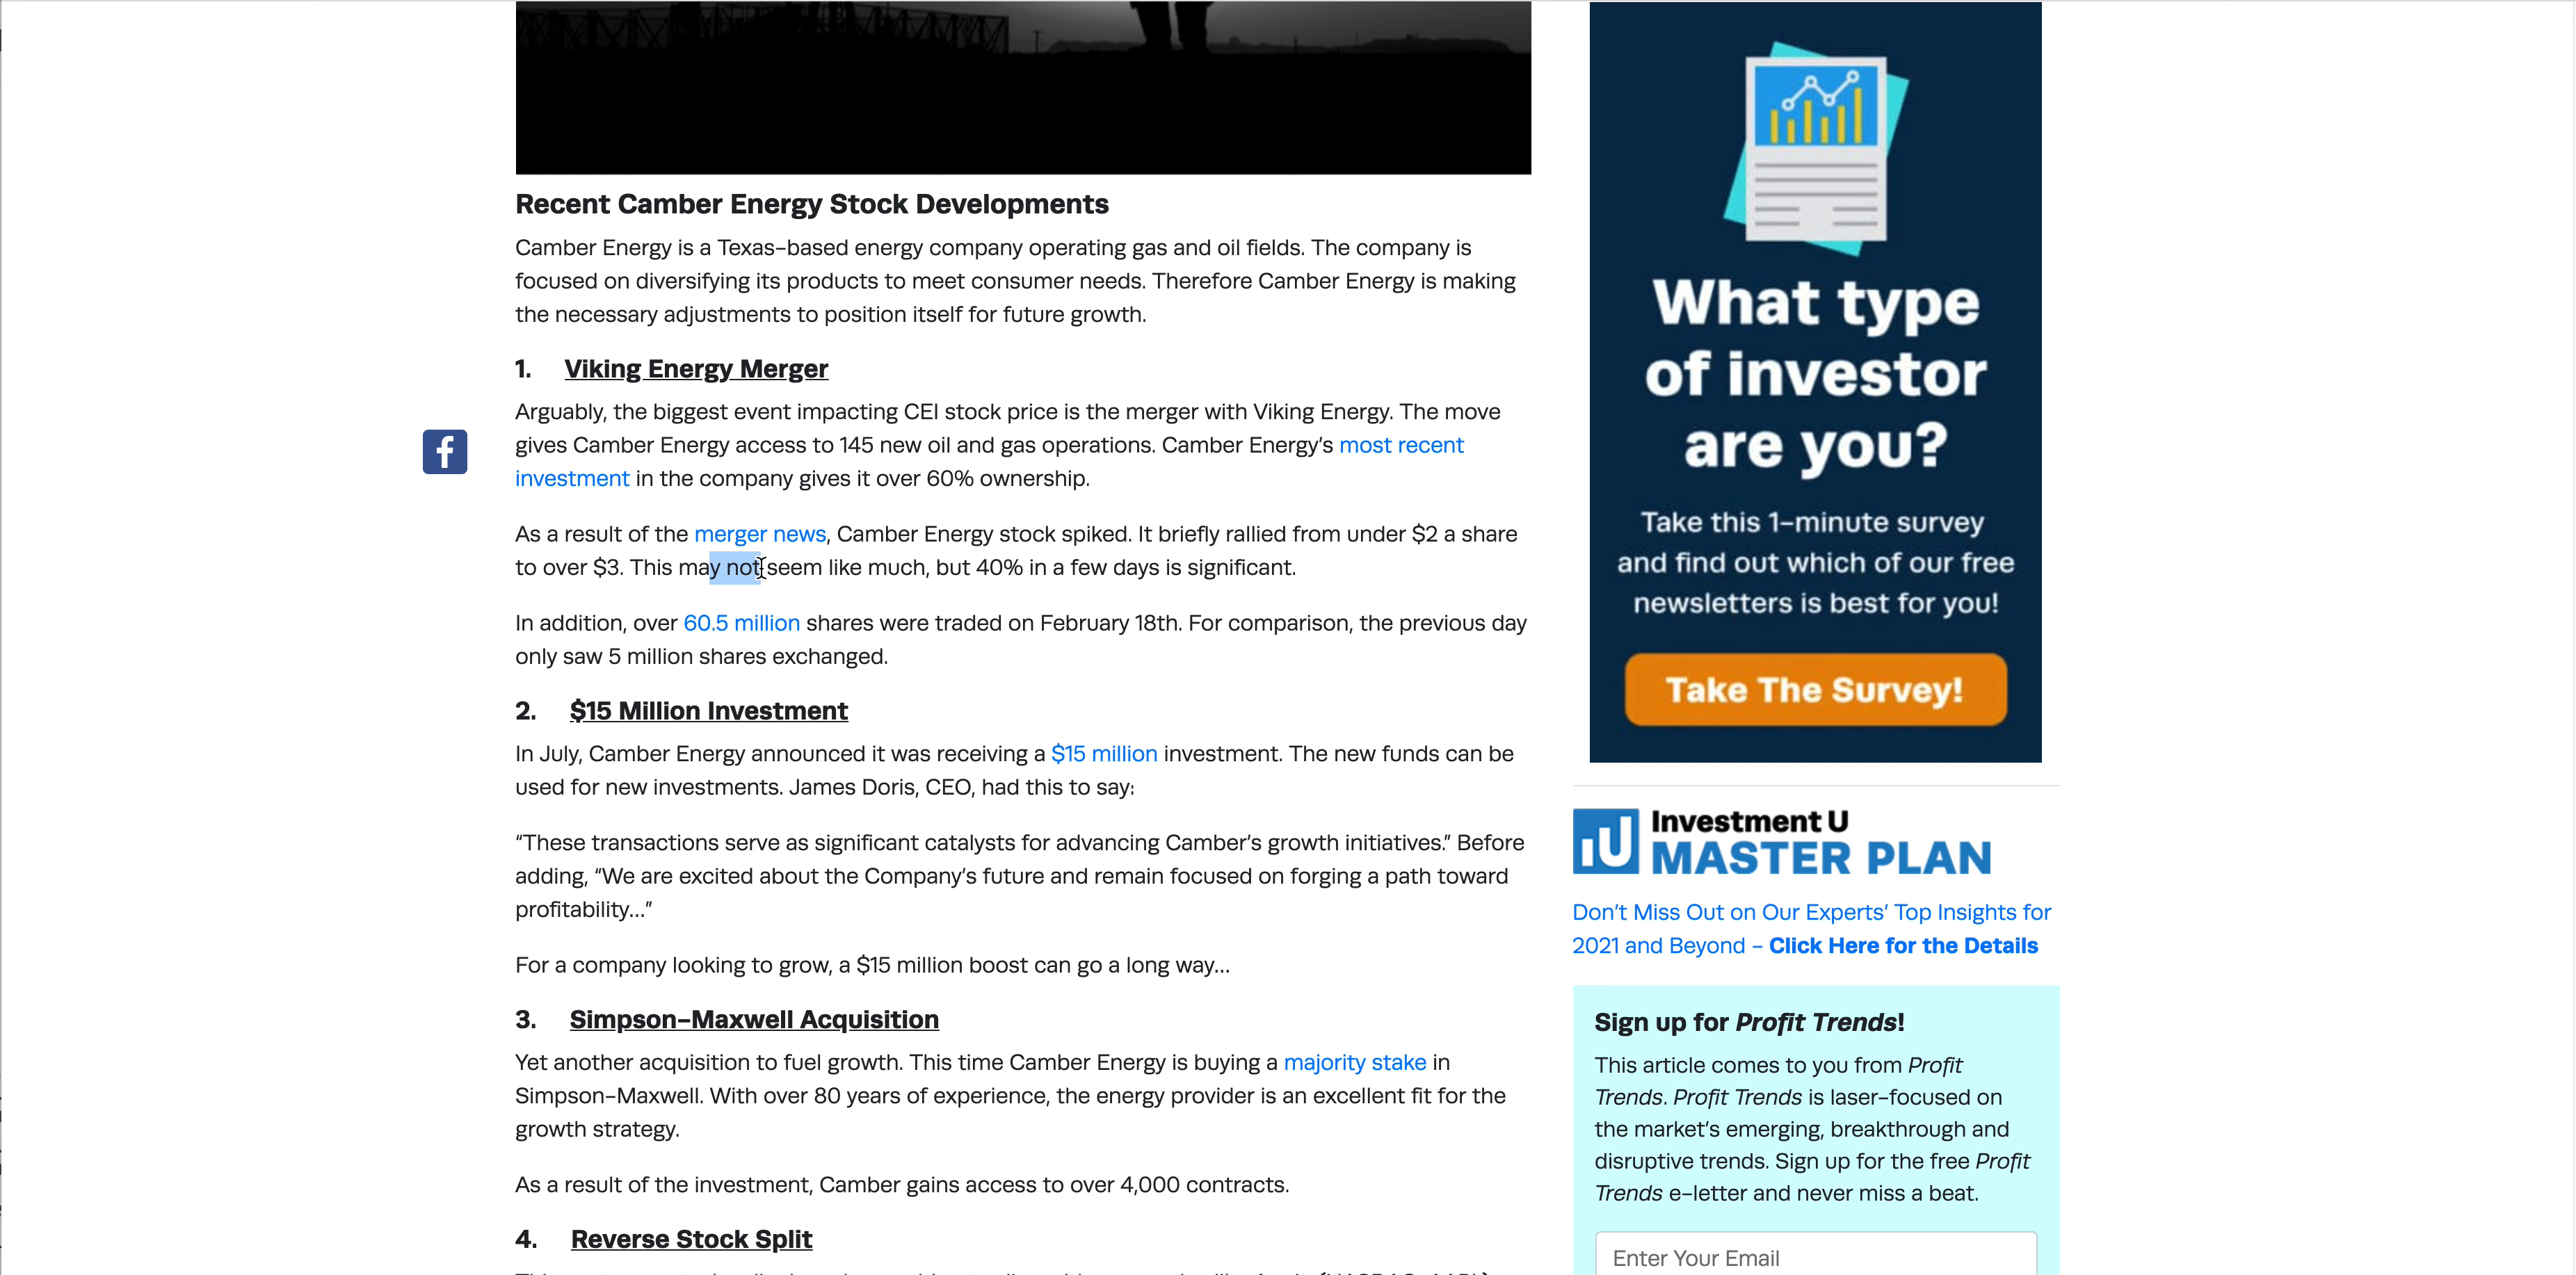 Recent Camber Energy Stock Developments
Camber Energy is a Texas-based energy company operating gas and oil fields. The company is
focused on diversifying its products to meet consumer needs. Therefore Camber Energy is making
the necessary adjustments to position itself for future growth.
1. Viking Energy Merger
Arguably, the biggest event impacting CEI stock price is the merger with Viking Energy. The move
gives Camber Energy access to 145 new oil and gas operations. Camber Energy’s most recent
investment in the company gives it over 60% ownership.
As a result of the merger news, Camber Energy stock spiked. It briefly rallied from under $2 a share
to over $3. This may not seem like much, but 40% in a few days is significant.
In addition, over 60.5 million shares were traded on February 18th. For comparison, the previous day
only saw 5 million shares exchanged.
2. $15 Million Investment
In July, Camber Energy announced it was receiving a $15 million investment. The new funds can be
used for new investments. James Doris, CEO, had this to say:
“These transactions serve as significant catalysts for advancing Camber’s growth initiatives.” Before
adding, “We are excited about the Company’s future and remain focused on forging a path toward
profitability…”
For a company looking to grow, a $15 million boost can go a long way…
3. Simpson-Maxwell Acquisition
Yet another acquisition to fuel growth. This time Camber Energy is buying a majority stake in
Simpson-Maxwell. With over 80 years of experience, the energy provider is an excellent fit for the
growth strategy.
As a result of the investment, Camber gains access to over 4,000 contracts.
4. Reverse Stock Split
What type
of investor
are you?
Take this 1-minute survey
and find out which of our free
newsletters is best for you!
Take The Survey!
IU
Investment U
MASTER PLAN
Don’t Miss Out on Our Experts’ Top Insights for
2021 and Beyond – Click Here for the Details
Sign up for Profit Trends!
This article comes to you from Profit
Trends. Profit Trends is laser-focused on
the market’s emerging, breakthrough and
disruptive trends. Sign up for the free Profit
Trends e-letter and never miss a beat.
Enter Your Email